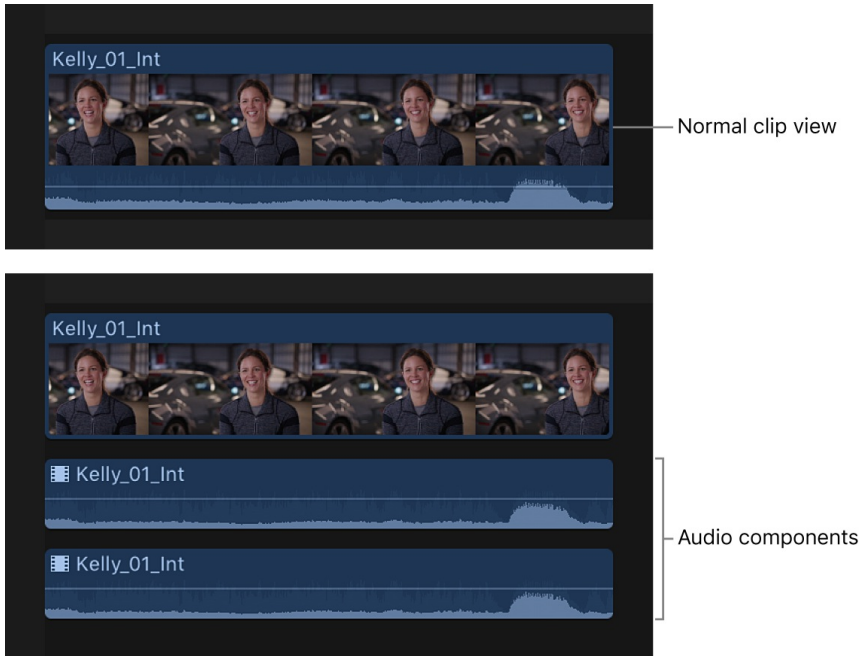 Kelly_01_Int
Normal clip view
Kelly_01_Int
Kelly_01_Int
Kelly_01_Int
Audio components